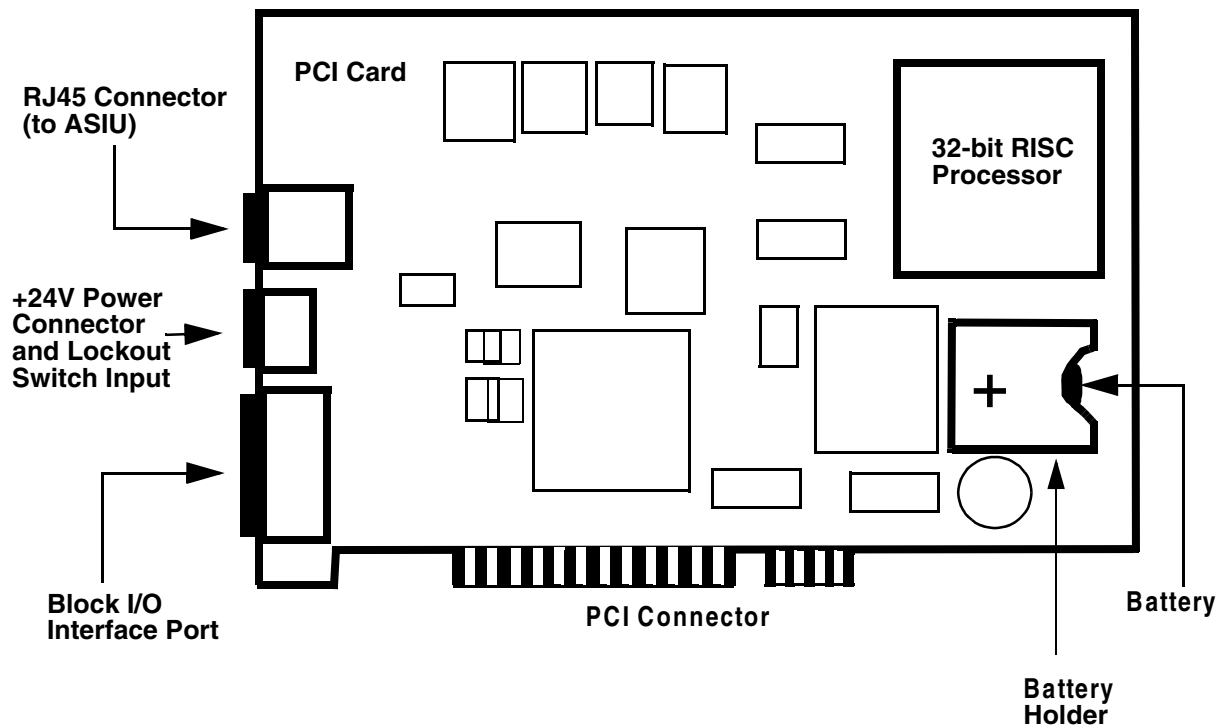 PCI Card
RJ45 Connector
(to ASIU)
32-bit RISC
Processor
+24V Power
Connector
and Lockout
Switch Input
+
Block I/O
Interface Port
PCI Connector
Battery
Battery
Holder